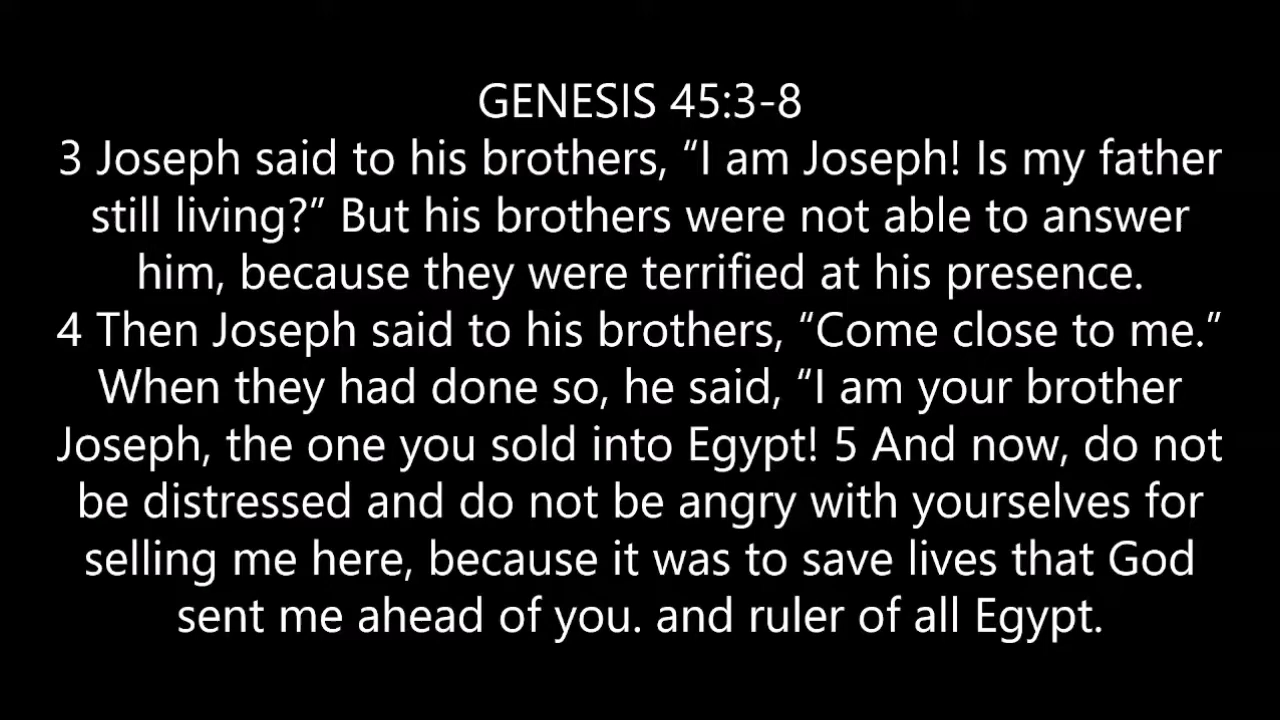 GENESIS 45:3-8
3 Joseph said to his brothers, “I am Joseph! Is my father
still living?” But his brothers were not able to answer
him, because they were terrified at his presence.
4 Then Joseph said to his brothers, “Come close to me.”
When they had done so, he said, “I am your brother
Joseph, the one you sold into Egypt! 5 And now, do not
be distressed and do not be angry with yourselves for
selling me here, because it was to save lives that God
sent me ahead of you. and ruler of all Egypt.